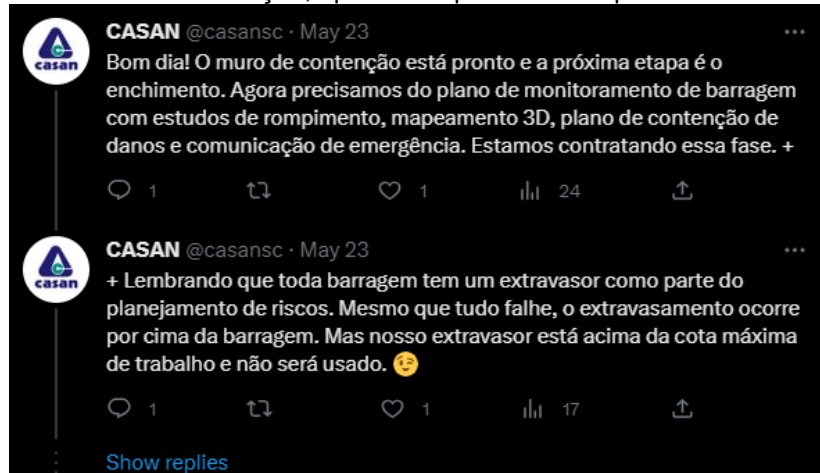 CASAN @casansc · May 23 ...
casan
Bom dia! O muro de contenção está pronto e a próxima etapa é o
enchimento. Agora precisamos do plano de monitoramento de barragem
com estudos de rompimento, mapeamento 3D, plano de contenção de
danos e comunicação de emergência. Estamos contratando essa fase. +
1 1 24
CASAN @casansc · May 23 ...
casan
+ Lembrando que toda barragem tem um extravasor como parte do
planejamento de riscos. Mesmo que tudo falhe, o extravasamento ocorre
por cima da barragem. Mas nosso extravasor está acima da cota máxima
de trabalho e não será usado. 😉
1 1 17
Show replies